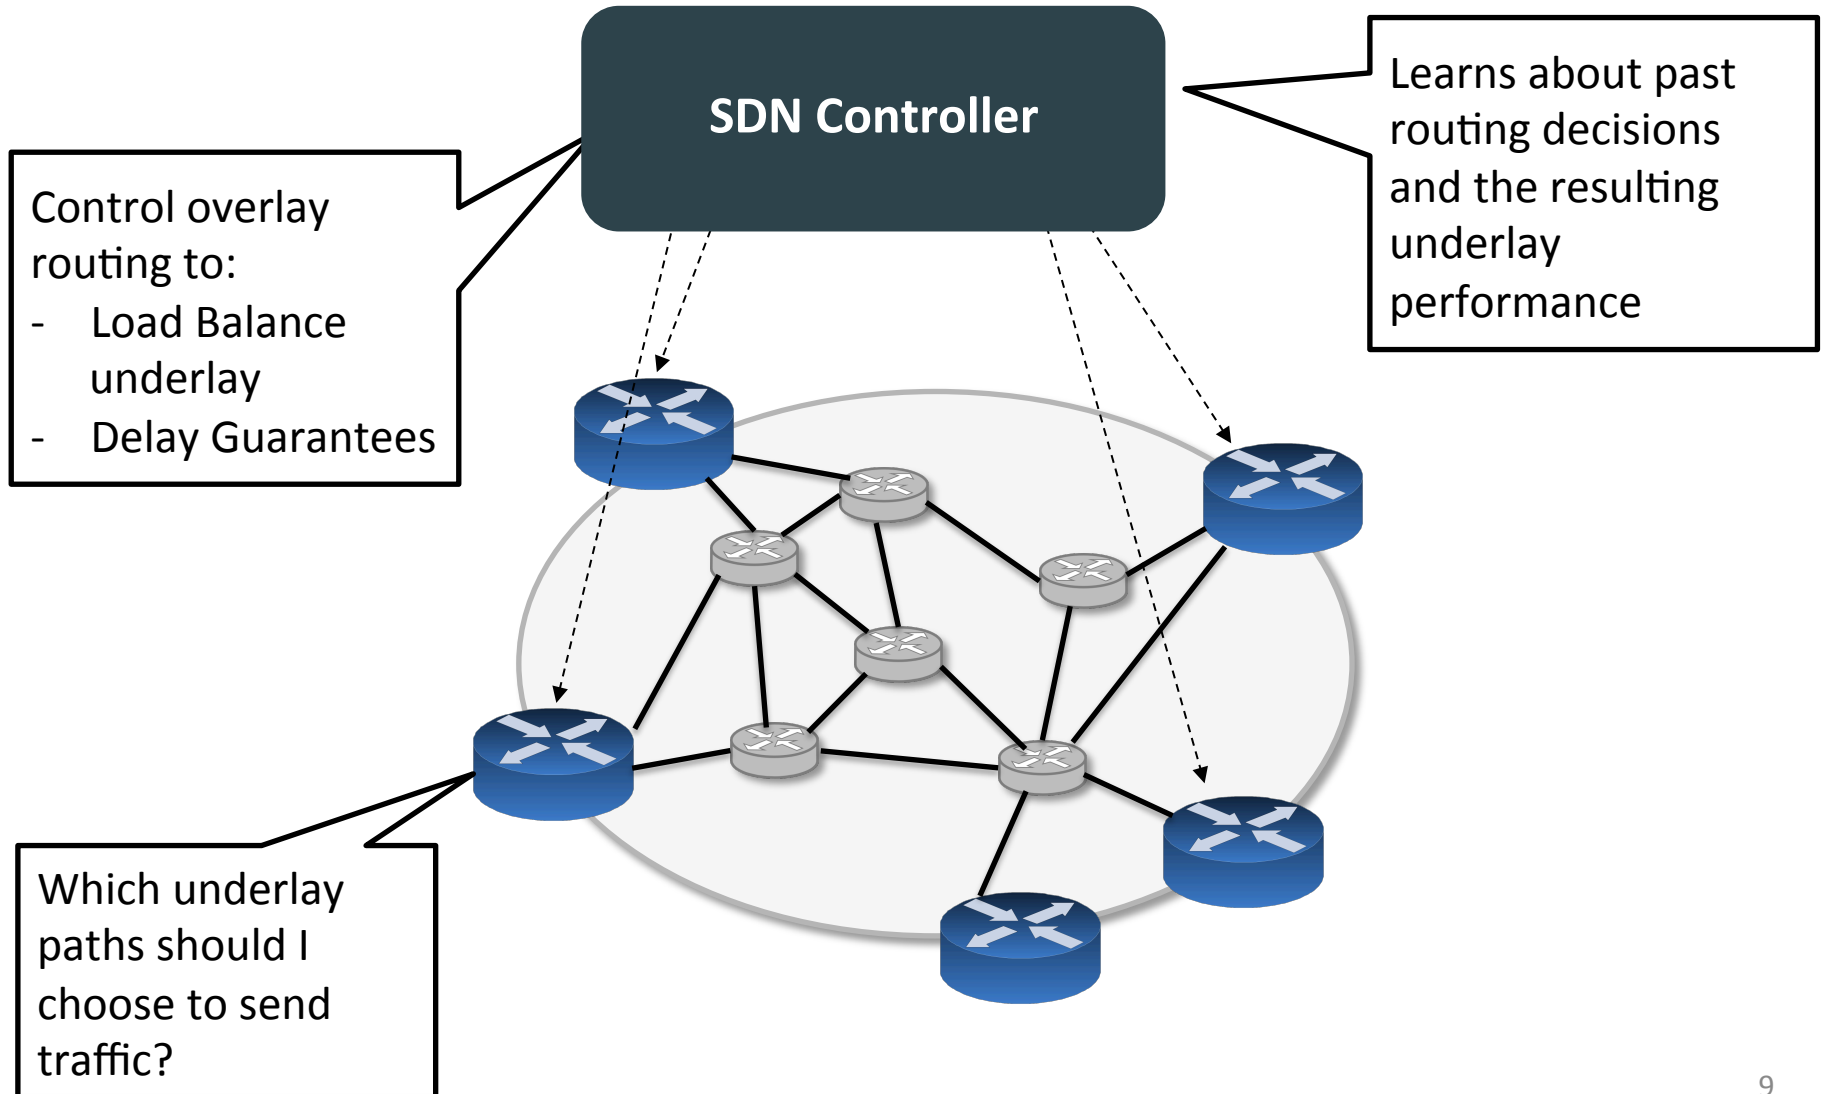 SDN Controller
Learns about past
routing decisions
and the resulting
underlay
performance
Control overlay
routing to:
- Load Balance
underlay
- Delay Guarantees
Which underlay
paths should I
choose to send
traffic?
9